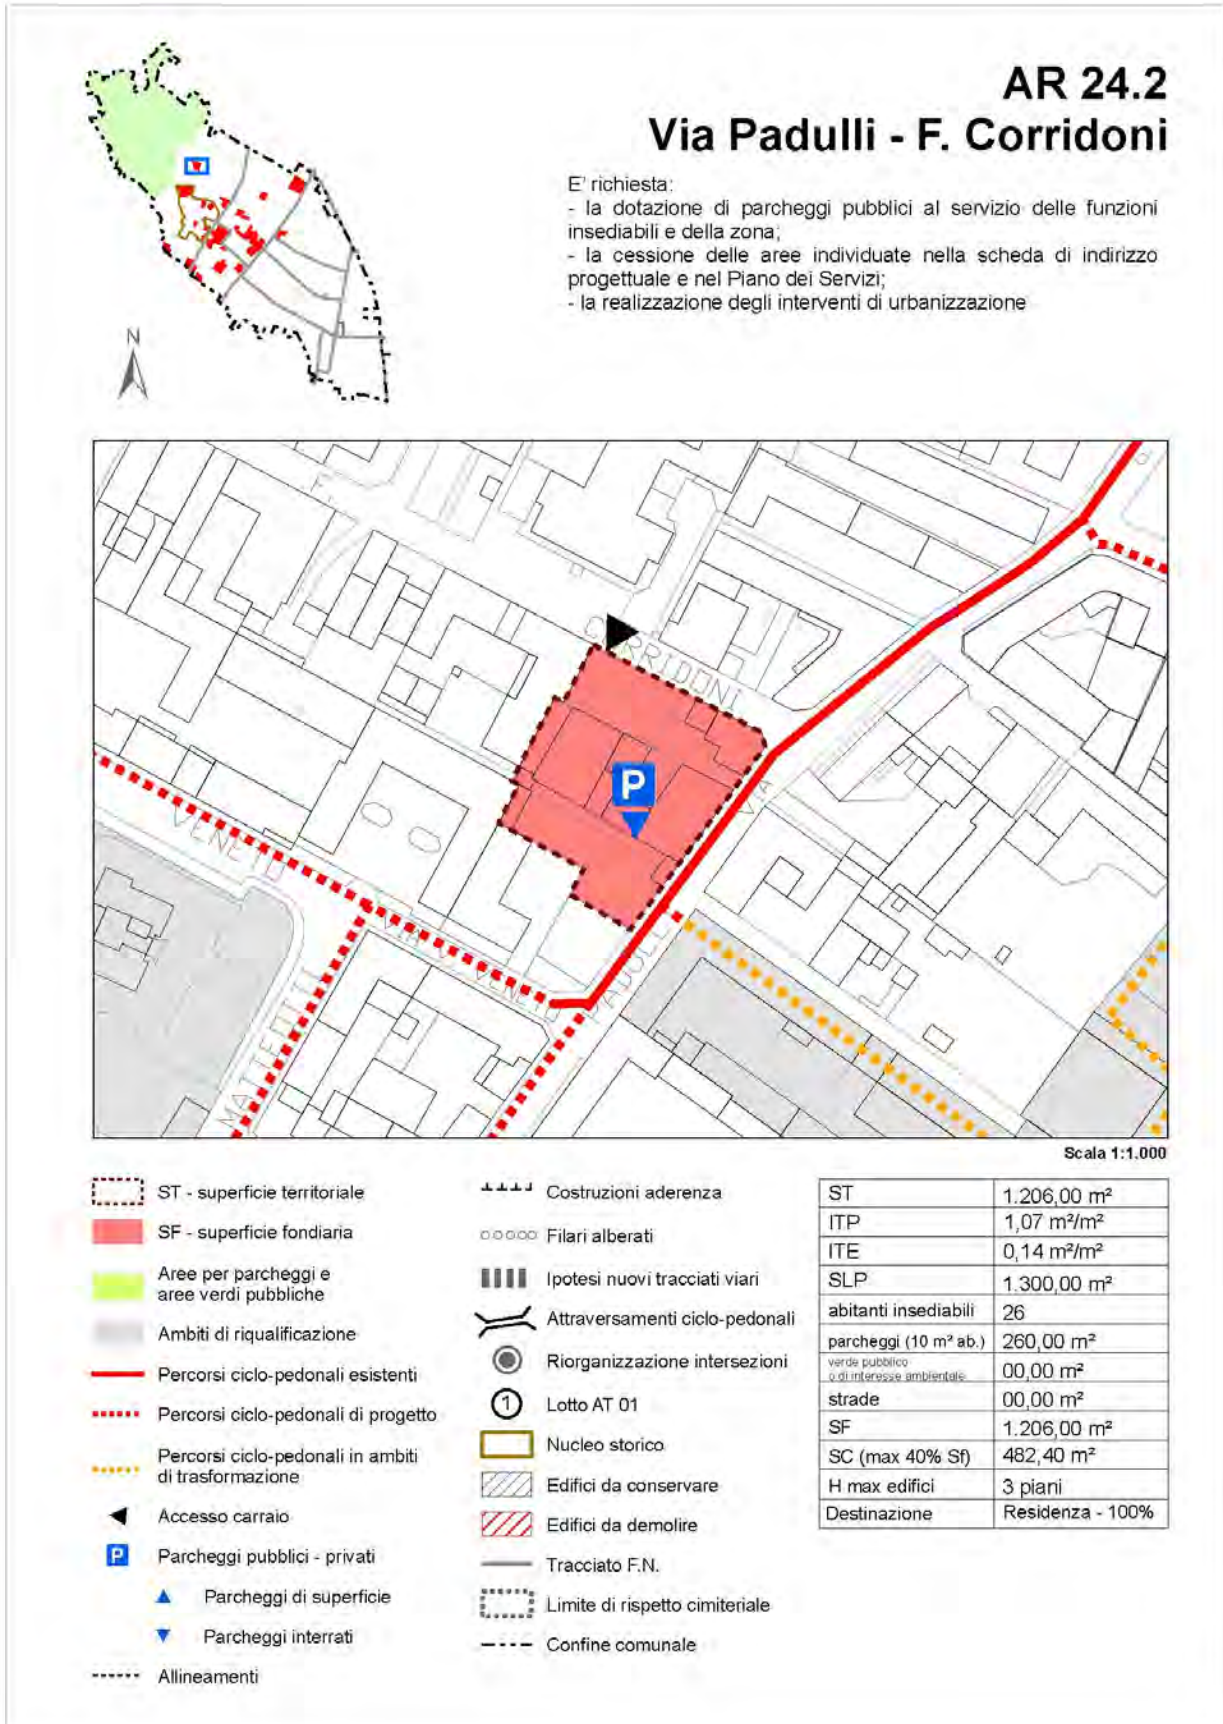 AR 24.2
Via Padulli - F. Corridoni
E' richiesta:
- la dotazione di parcheggi pubblici al servizio delle funzioni
insediabili e della zona;
- la cessione delle aree individuate nella scheda di indirizzo
progettuale e nel Piano dei Servizi;
- la realizzazione degli interventi di urbanizzazione
N
CORRIDONI
P
VIA
VENETO
VIA V. VENETO
PADULLI
MATTEOTTI
Scala 1:1.000
ST - superficie territoriale
SF - superficie fondiaria
Aree per parcheggi e
aree verdi pubbliche
Ambiti di riqualificazione
Percorsi ciclo-pedonali esistenti
Percorsi ciclo-pedonali di progetto
Percorsi ciclo-pedonali in ambiti
di trasformazione
Accesso carraio
P Parcheggi pubblici - privati
Parcheggi di superficie
Parcheggi interrati
Allineamenti
Costruzioni aderenza
Filari alberati
Ipotesi nuovi tracciati viari
Attraversamenti ciclo-pedonali
Riorganizzazione intersezioni
1 Lotto AT 01
Nucleo storico
Edifici da conservare
Edifici da demolire
Tracciato F.N.
Limite di rispetto cimiteriale
Confine comunale
ST 1.206,00 m²
ITP 1,07 m²/m²
ITE 0,14 m²/m²
SLP 1.300,00 m²
abitanti insediabili 26
parcheggi (10 m² ab.) 260,00 m²
verde pubblico
o di interesse ambientale 00,00 m²
strade 00,00 m²
SF 1.206,00 m²
SC (max 40% Sf) 482,40 m²
H max edifici 3 piani
Destinazione Residenza - 100%